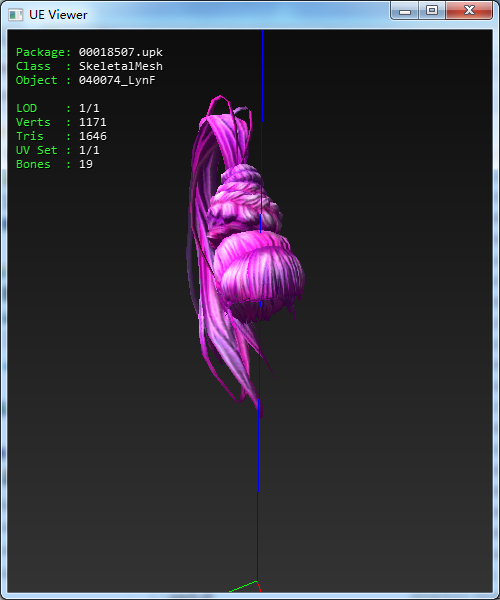 UE Viewer
Package: 00018507.upk
Class : SkeletalMesh
Object : 040074_LynF
LOD : 1/1
Verts : 1171
Tris : 1646
UV Set : 1/1
Bones : 19